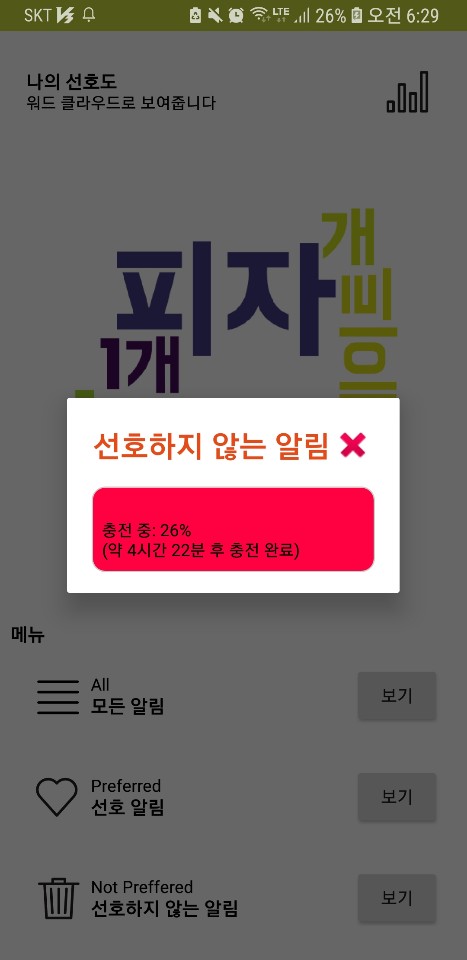 SKT LTE 26% 오전 6:29
나의 선호도
워드 클라우드로 보여줍니다
피자
1개
선호하지 않는 알림
충전 중: 26%
(약 4시간 22분 후 충전 완료)
메뉴
All
모든 알림
보기
Preferred
선호 알림
보기
Not Preffered
선호하지 않는 알림
보기